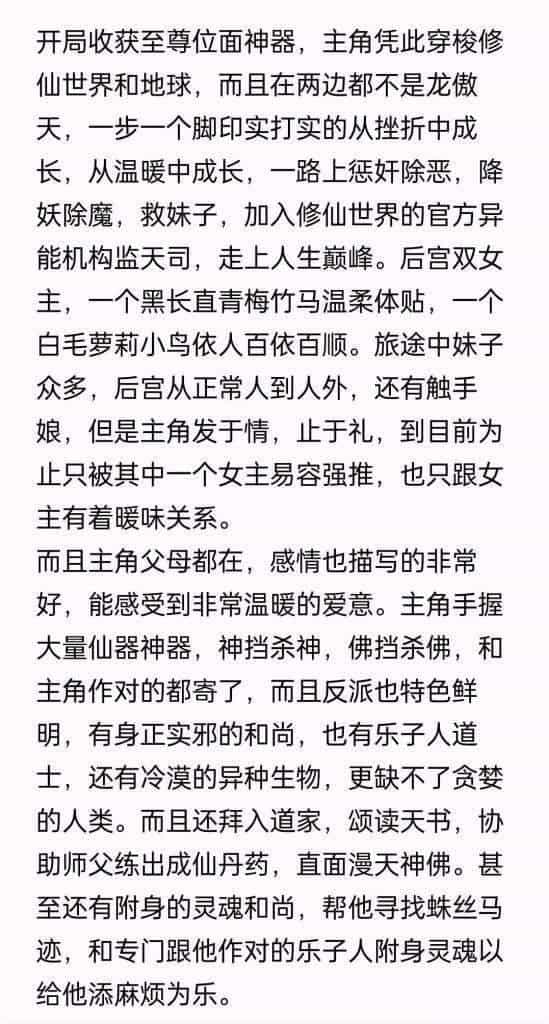 开局收获至尊位面神器，主角凭此穿梭修
仙世界和地球，而且在两边都不是龙傲
天，一步一个脚印实打实的从挫折中成
长，从温暖中成长，一路上惩奸除恶，降
妖除魔，救妹子，加入修仙世界的官方异
能机构监天司，走上人生巅峰。后宫双女
主，一个黑长直青梅竹马温柔体贴，一个
白毛萝莉小鸟依人百依百顺。旅途中妹子
众多，后宫从正常人到人外，还有触手
娘，但是主角发于情，止于礼，到目前为
止只被其中一个女主易容强推，也只跟女
主有着暖味关系。
而且主角父母都在，感情也描写的非常
好，能感受到非常温暖的爱意。主角手握
大量仙器神器，神挡杀神，佛挡杀佛，和
主角作对的都寄了，而且反派也特色鲜
明，有身正实邪的和尚，也有乐子人道
士，还有冷漠的异种生物，更缺不了贪婪
的人类。而且还拜入道家，颂读天书，协
助师父练出成仙丹药，直面漫天神佛。甚
至还有附身的灵魂和尚，帮他寻找蛛丝马
迹，和专门跟他作对的乐子人附身灵魂以
给他添麻烦为乐。